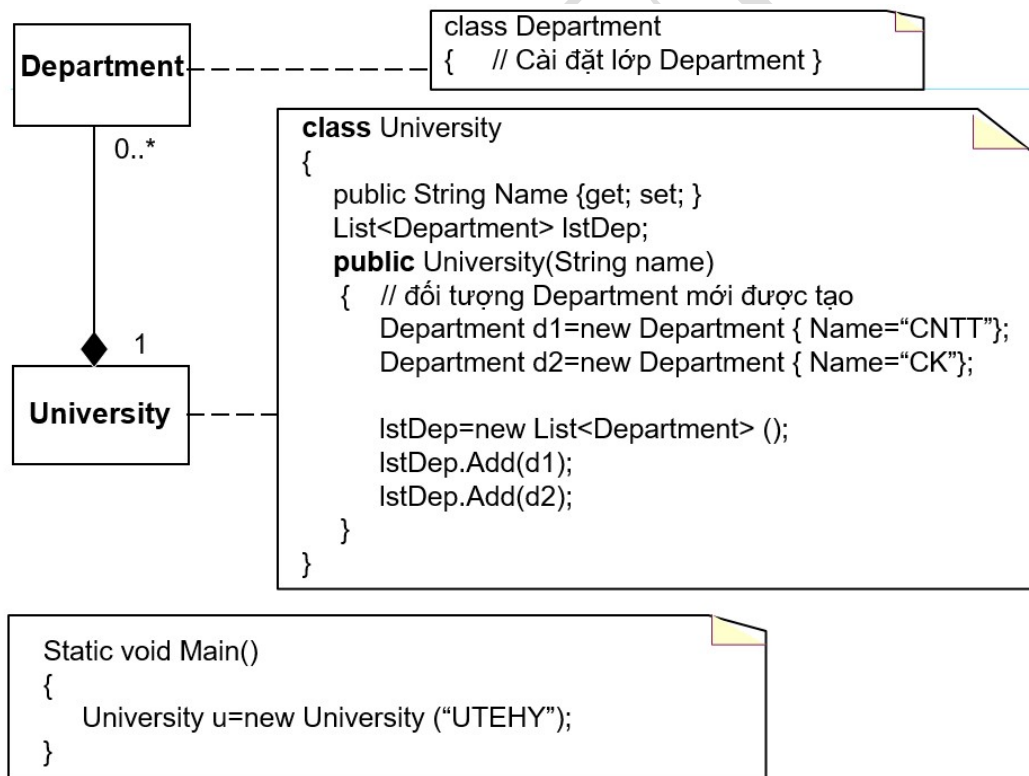 Department
class Department
{ // Cài đặt lớp Department }
0..*
1
University
class University
{
public String Name {get; set; }
List<Department> lstDep;
public University(String name)
{ // đối tượng Department mới được tạo
Department d1=new Department { Name=“CNTT”};
Department d2=new Department { Name=“CK”};
lstDep=new List<Department> ();
lstDep.Add(d1);
lstDep.Add(d2);
}
}
Static void Main()
{
University u=new University (“UTEHY”);
}